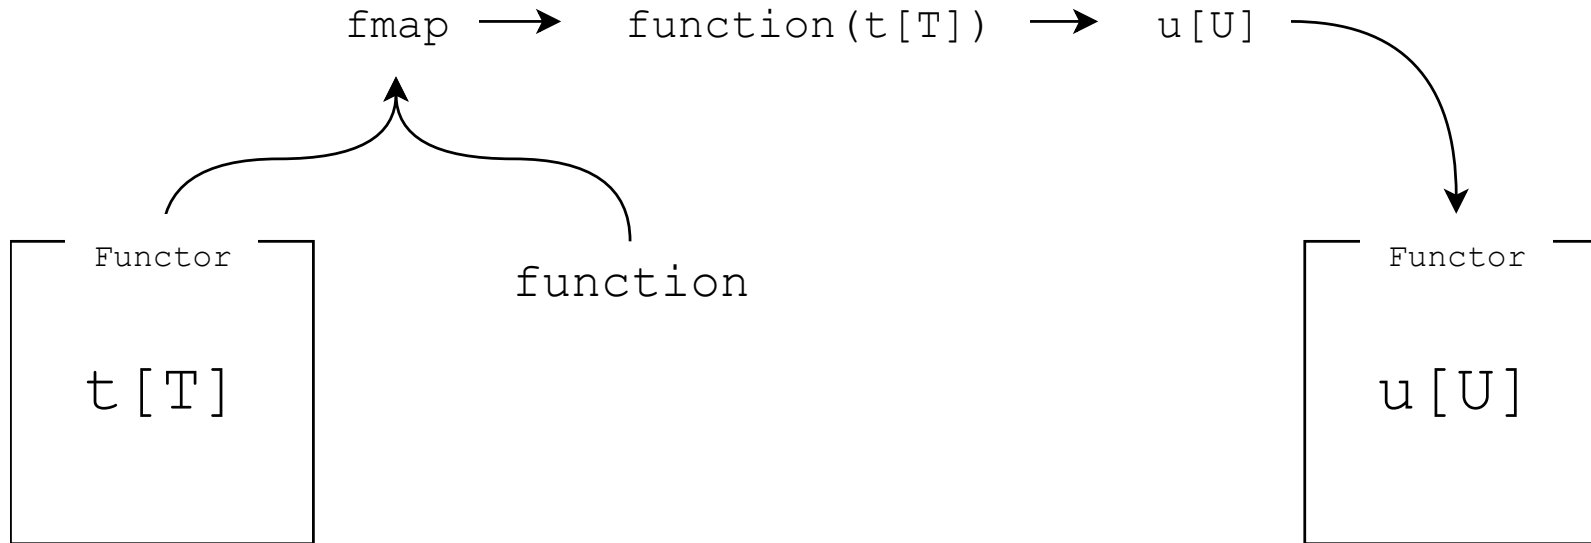 fmap function(t[T]) u[U]
Functor
function
t[T]
Functor
u[U]